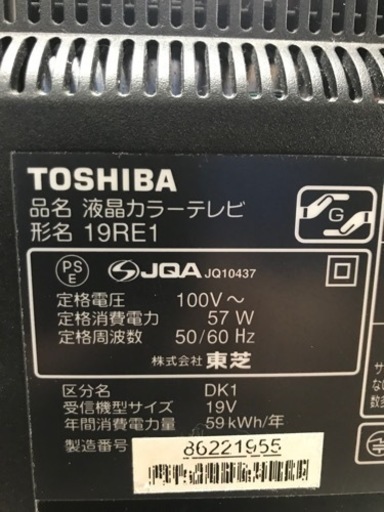 TOSHIBA
品名 液晶カラーテレビ
形名 19RE1
G
PS
E
JQA JQ10437
定格電圧 100V～
定格消費電力 57 W
定格周波数 50/60 Hz
株式会社 東芝
区分名 DK1
受信機型サイズ 19V
年間消費電力量 59 kWh/年
製造番号 86221955
サ
な
数